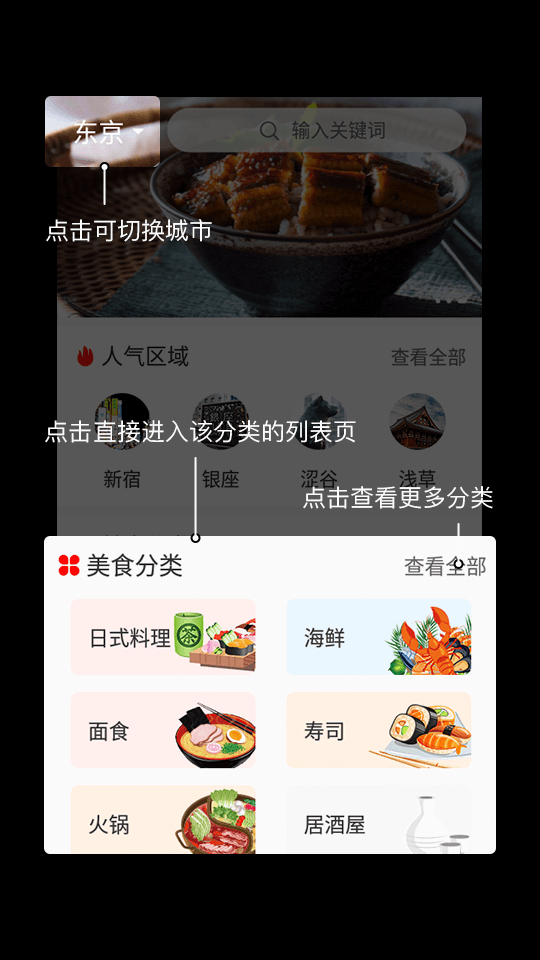 东京
输入关键词
点击可切换城市
人气区域
查看全部
点击直接进入该分类的列表页
新宿
银座
涩谷
浅草
点击查看更多分类
美食分类
查看全部
日式料理
海鲜
面食
寿司
火锅
居酒屋